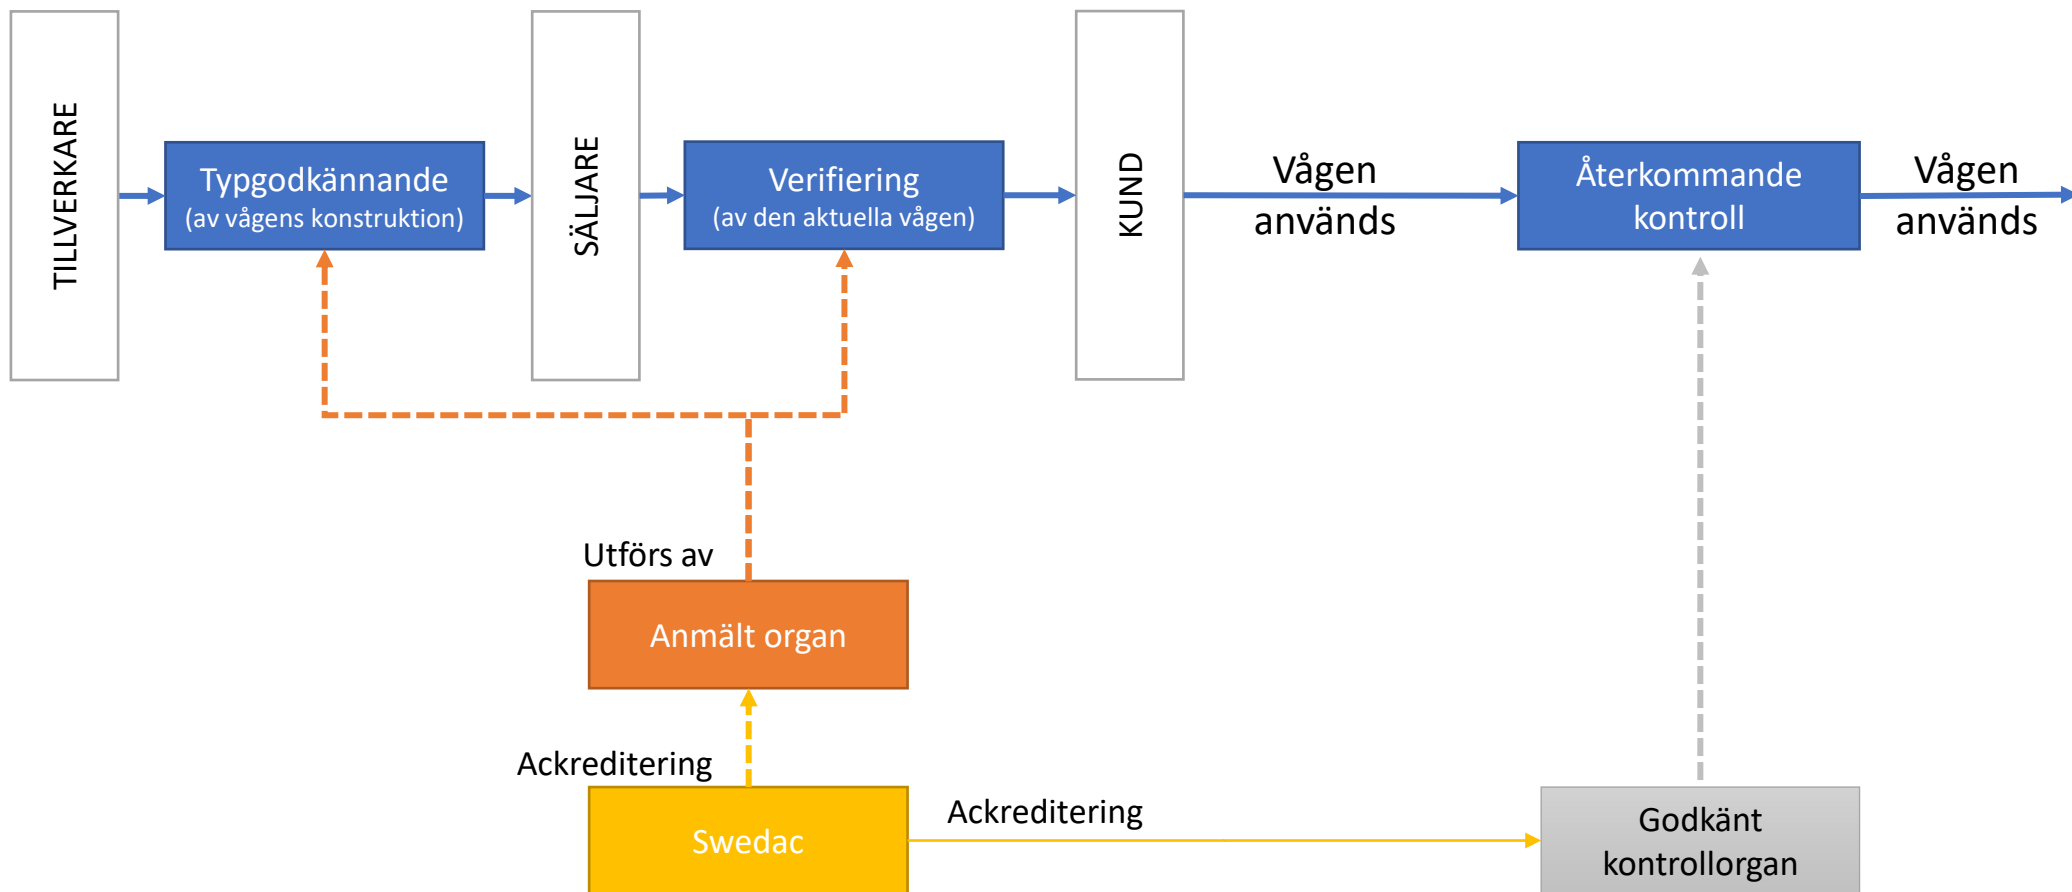 TILLVERKARE
Typgodkännande
(av vågens konstruktion)
SÄLJARE
Verifiering
(av den aktuella vågen)
KUND
Vågen
används
Återkommande
kontroll
Vågen
används
Utförs av
Anmält organ
Ackreditering
Swedac
Ackreditering
Godkänt
kontrollorgan